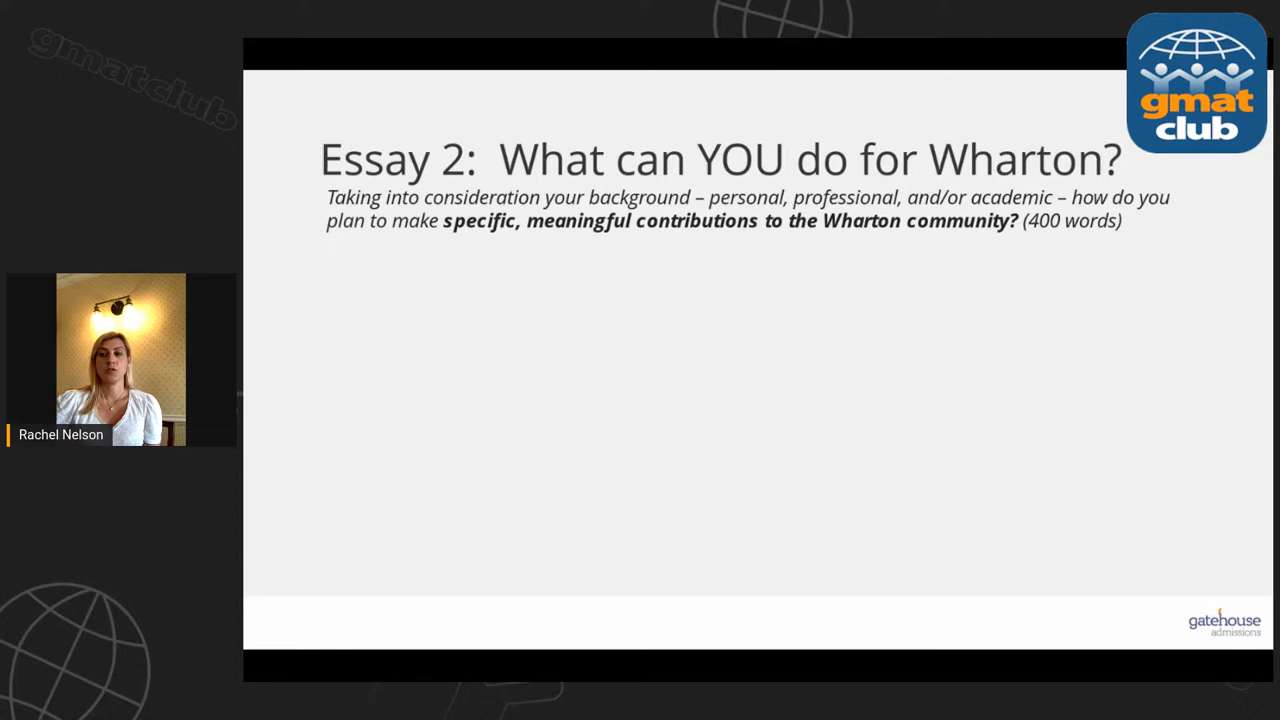 gmatclub
gmat
club
Essay 2: What can YOU do for Wharton?
Taking into consideration your background – personal, professional, and/or academic – how do you
plan to make specific, meaningful contributions to the Wharton community? (400 words)
Rachel Nelson
gatehouse
admissions